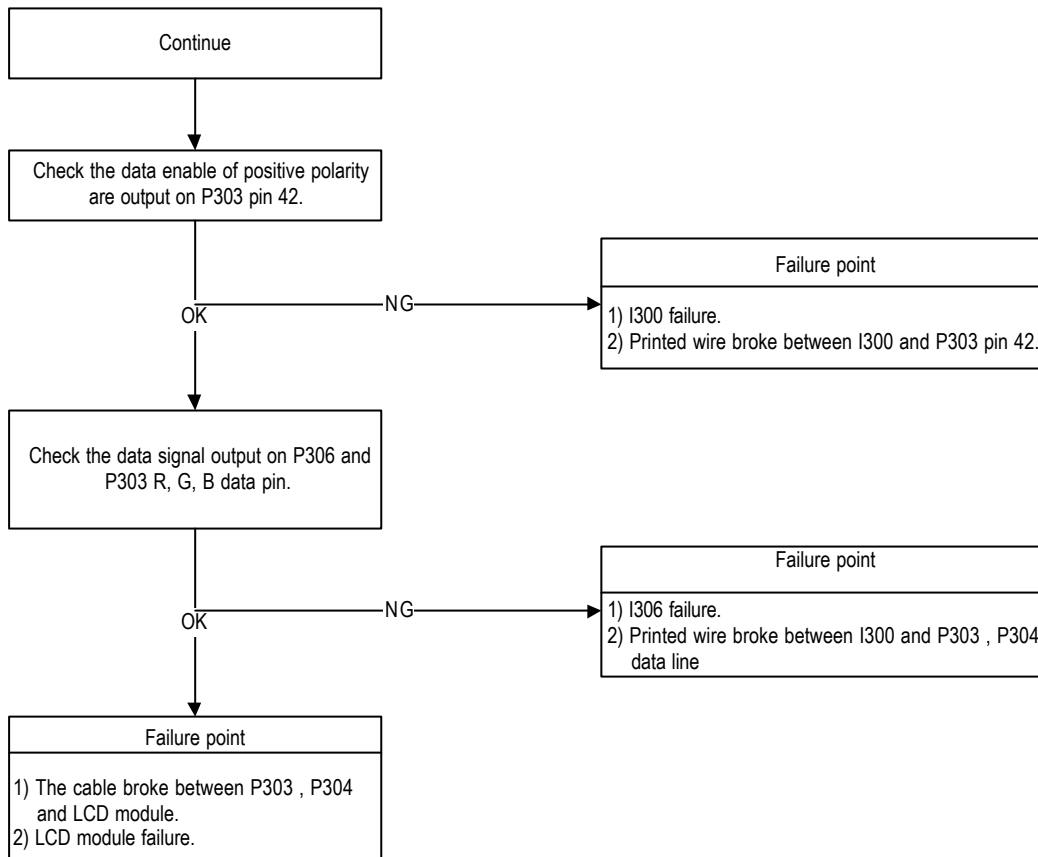 Continue
Check the data enable of positive polarity
are output on P303 pin 42.
NG
OK
Failure point
1) I300 failure.
2) Printed wire broke between I300 and P303 pin 42.
Check the data signal output on P306 and
P303 R, G, B data pin.
NG
OK
Failure point
1) I306 failure.
2) Printed wire broke between I300 and P303 , P304
data line
Failure point
1) The cable broke between P303 , P304
and LCD module.
2) LCD module failure.